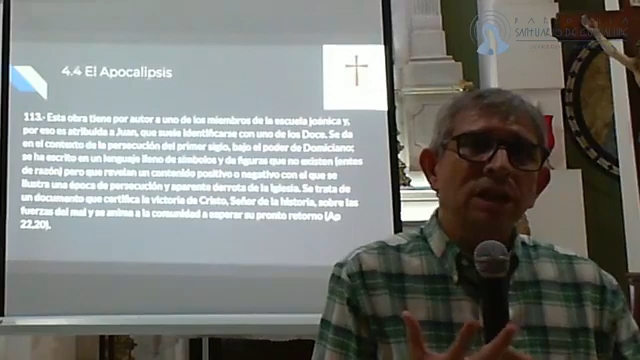 PARROQUIA
SANTUARIO DE GUADALUPE
4.4 El Apocalipsis
113.- Esta obra tiene por autor a uno de los miembros de la escuela joánica y,
por eso es atribuida a Juan, que suele identificarse con uno de los Doce. Se da
en el contexto de la persecución del primer siglo, bajo el poder de Domiciano;
se ha escrito en un lenguaje lleno de símbolos y de figuras que no existen (entes
de razón) pero que revelan un contenido positivo o negativo con el que se
ilustra una época de persecución y aparente derrota de la Iglesia. Se trata de
un documento que certifica la victoria de Cristo, Señor de la historia, sobre las
fuerzas del mal y se anima a la comunidad a esperar su pronto retorno (Ap
22,20).